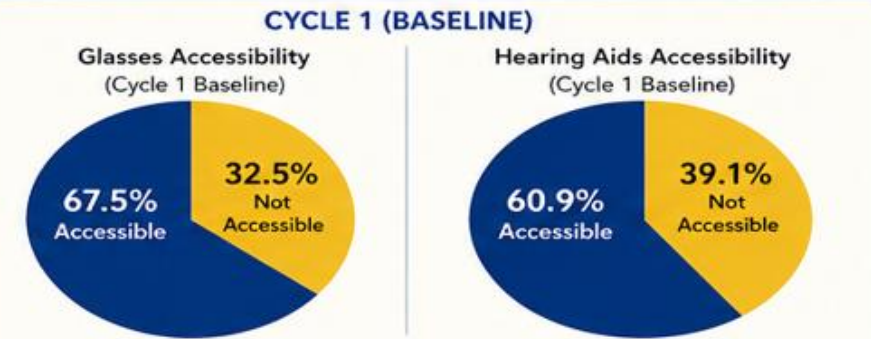 CYCLE 1 (BASELINE)
Glasses Accessibility
(Cycle 1 Baseline)
67.5%
Accessible
32.5%
Not
Accessible
Hearing Aids Accessibility
(Cycle 1 Baseline)
60.9%
Accessible
39.1%
Not
Accessible